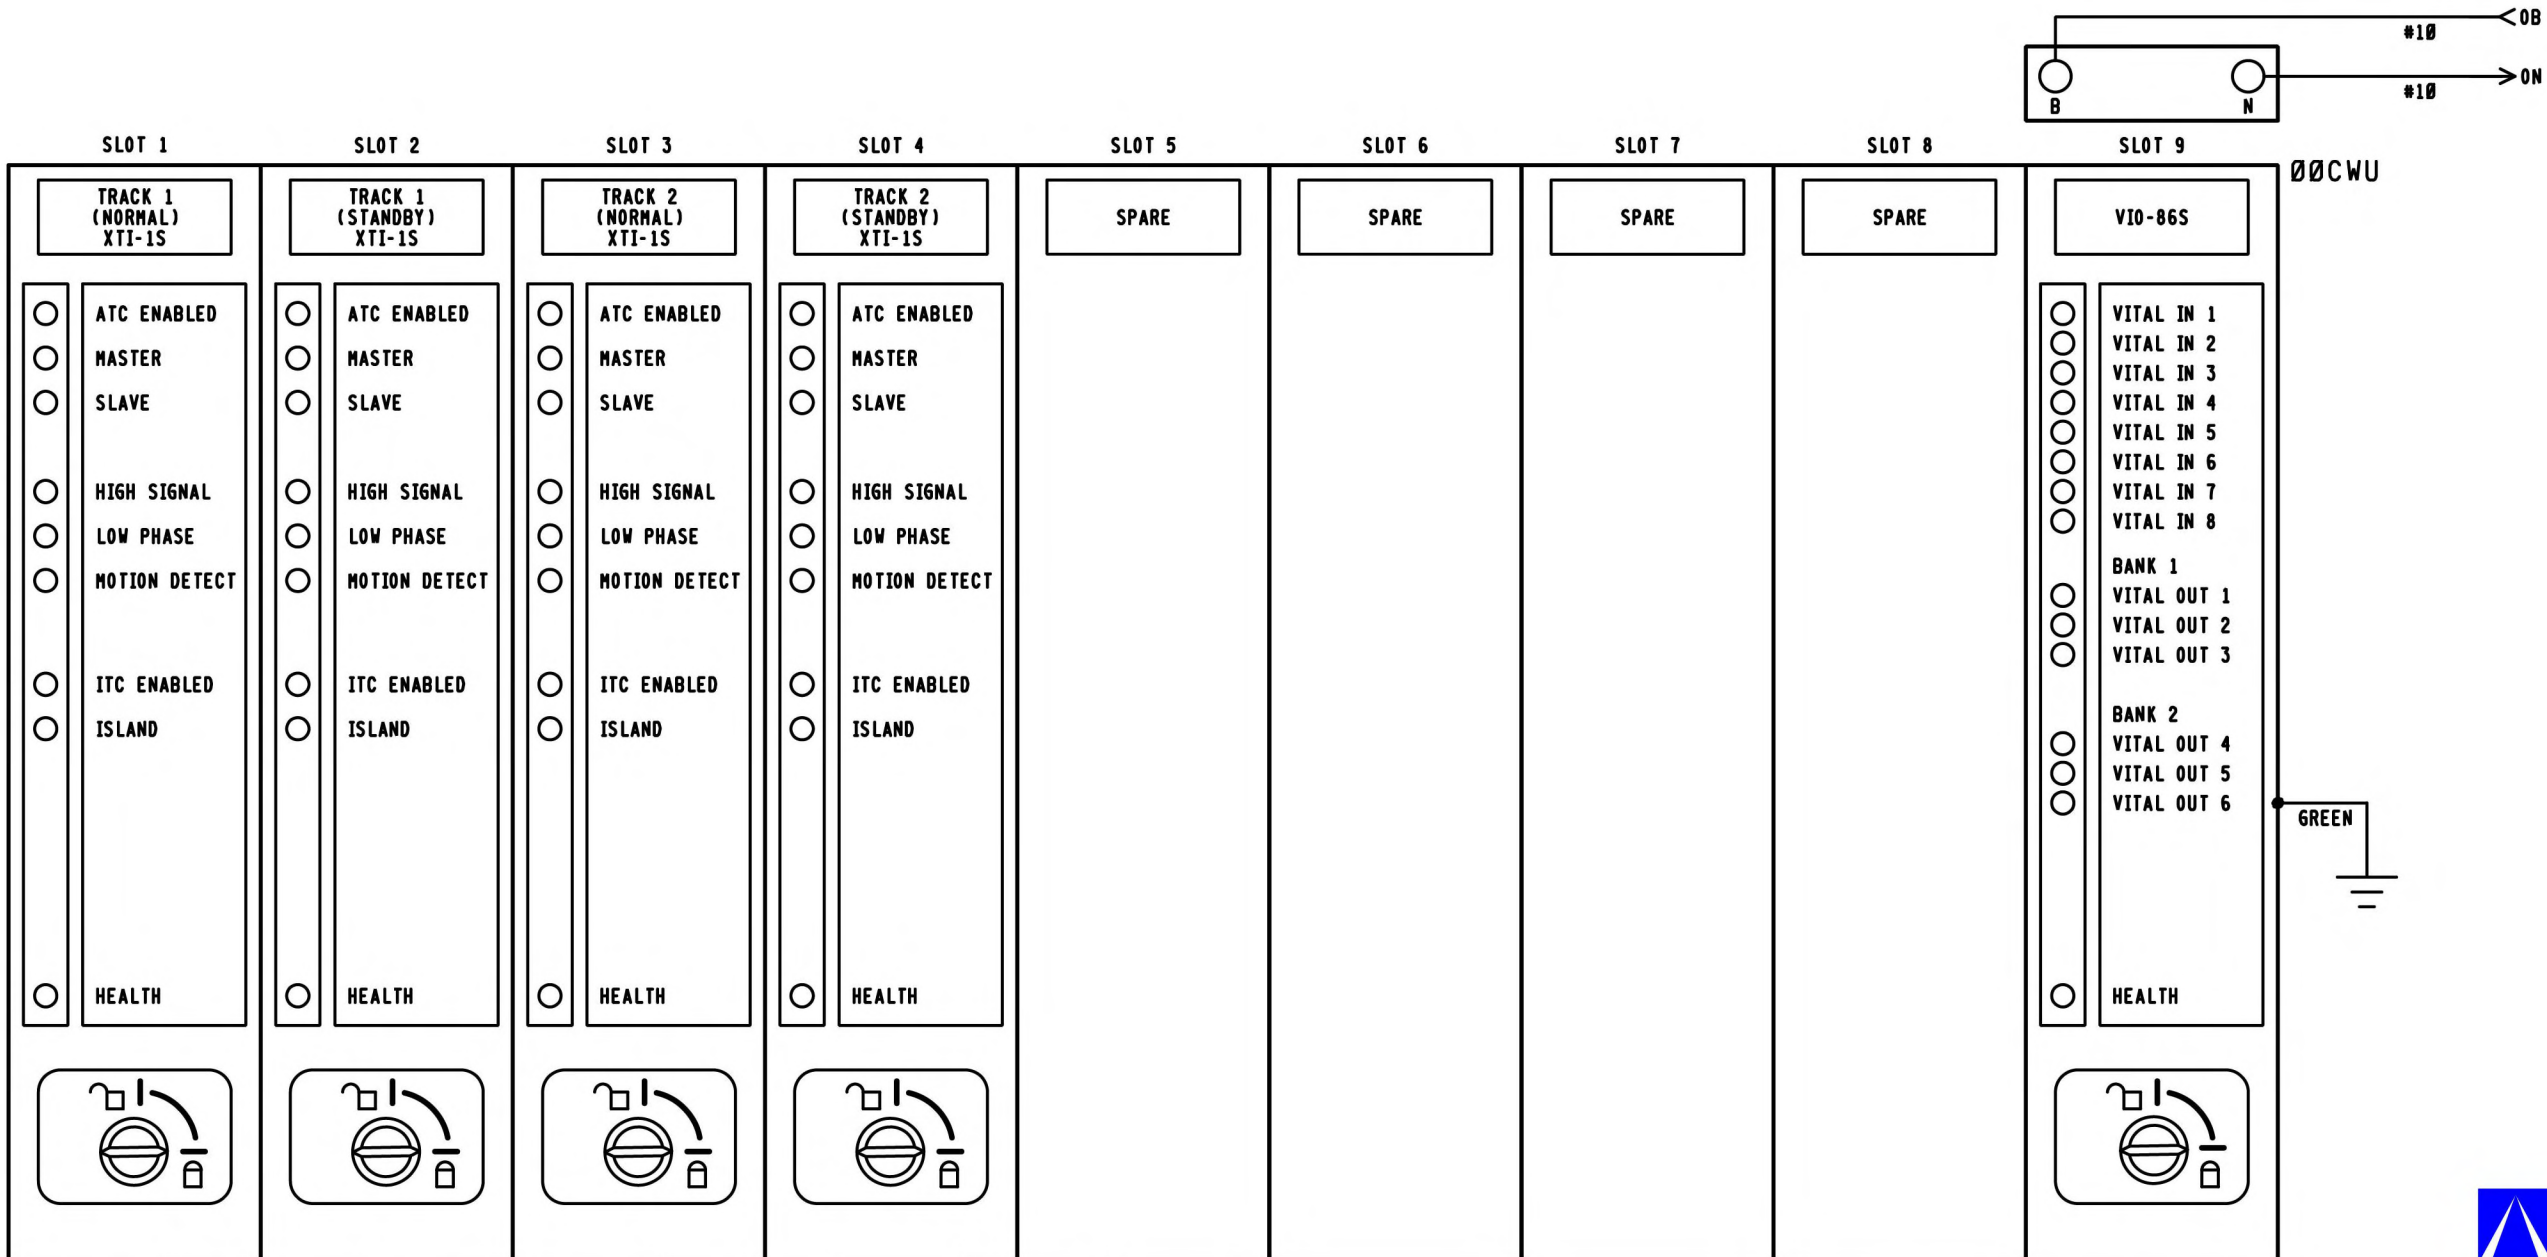 OB
#10
ON
#10
B N
SLOT 1 SLOT 2 SLOT 3 SLOT 4 SLOT 5 SLOT 6 SLOT 7 SLOT 8 SLOT 9
ØØCWU
TRACK 1
(NORMAL)
XTI-1S
ATC ENABLED
MASTER
SLAVE
HIGH SIGNAL
LOW PHASE
MOTION DETECT
ITC ENABLED
ISLAND
HEALTH
TRACK 1
(STANDBY)
XTI-1S
ATC ENABLED
MASTER
SLAVE
HIGH SIGNAL
LOW PHASE
MOTION DETECT
ITC ENABLED
ISLAND
HEALTH
TRACK 2
(NORMAL)
XTI-1S
ATC ENABLED
MASTER
SLAVE
HIGH SIGNAL
LOW PHASE
MOTION DETECT
ITC ENABLED
ISLAND
HEALTH
TRACK 2
(STANDBY)
XTI-1S
ATC ENABLED
MASTER
SLAVE
HIGH SIGNAL
LOW PHASE
MOTION DETECT
ITC ENABLED
ISLAND
HEALTH
SPARE
SPARE
SPARE
SPARE
VIO-86S
VITAL IN 1
VITAL IN 2
VITAL IN 3
VITAL IN 4
VITAL IN 5
VITAL IN 6
VITAL IN 7
VITAL IN 8
BANK 1
VITAL OUT 1
VITAL OUT 2
VITAL OUT 3
BANK 2
VITAL OUT 4
VITAL OUT 5
VITAL OUT 6
HEALTH
GREEN